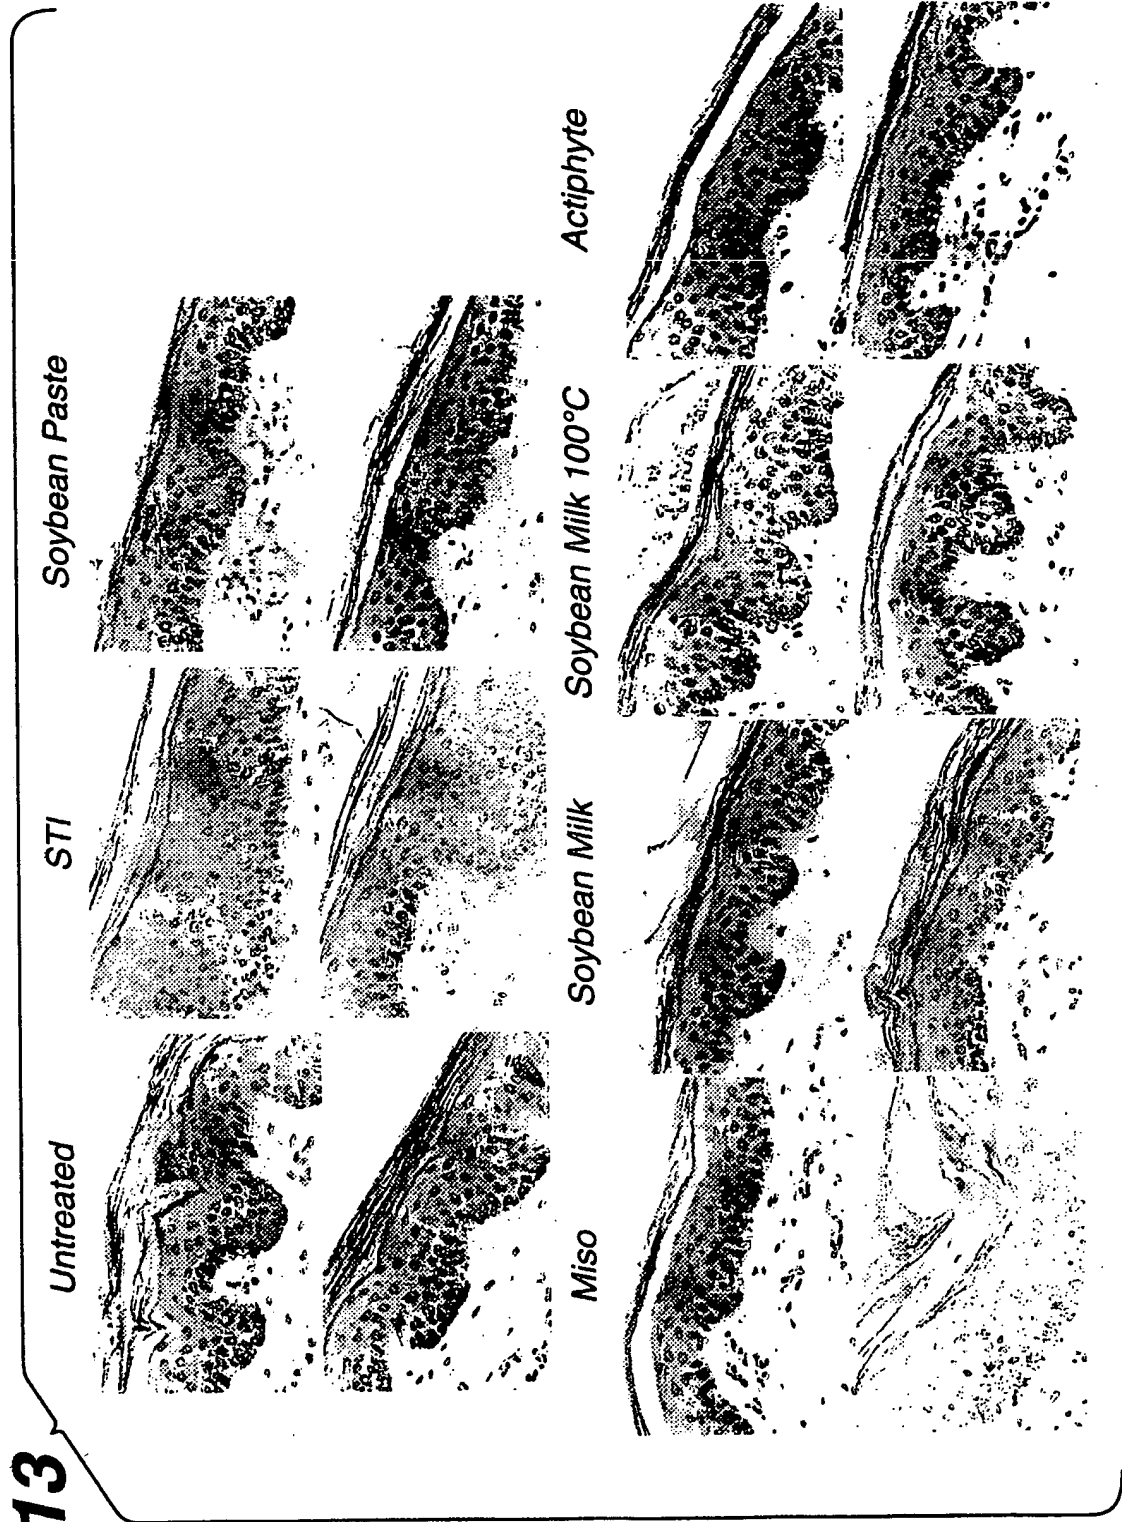 13
Untreated
STI
Soybean Paste
Miso
Soybean Milk
Soybean Milk 100°C
Actiphyte